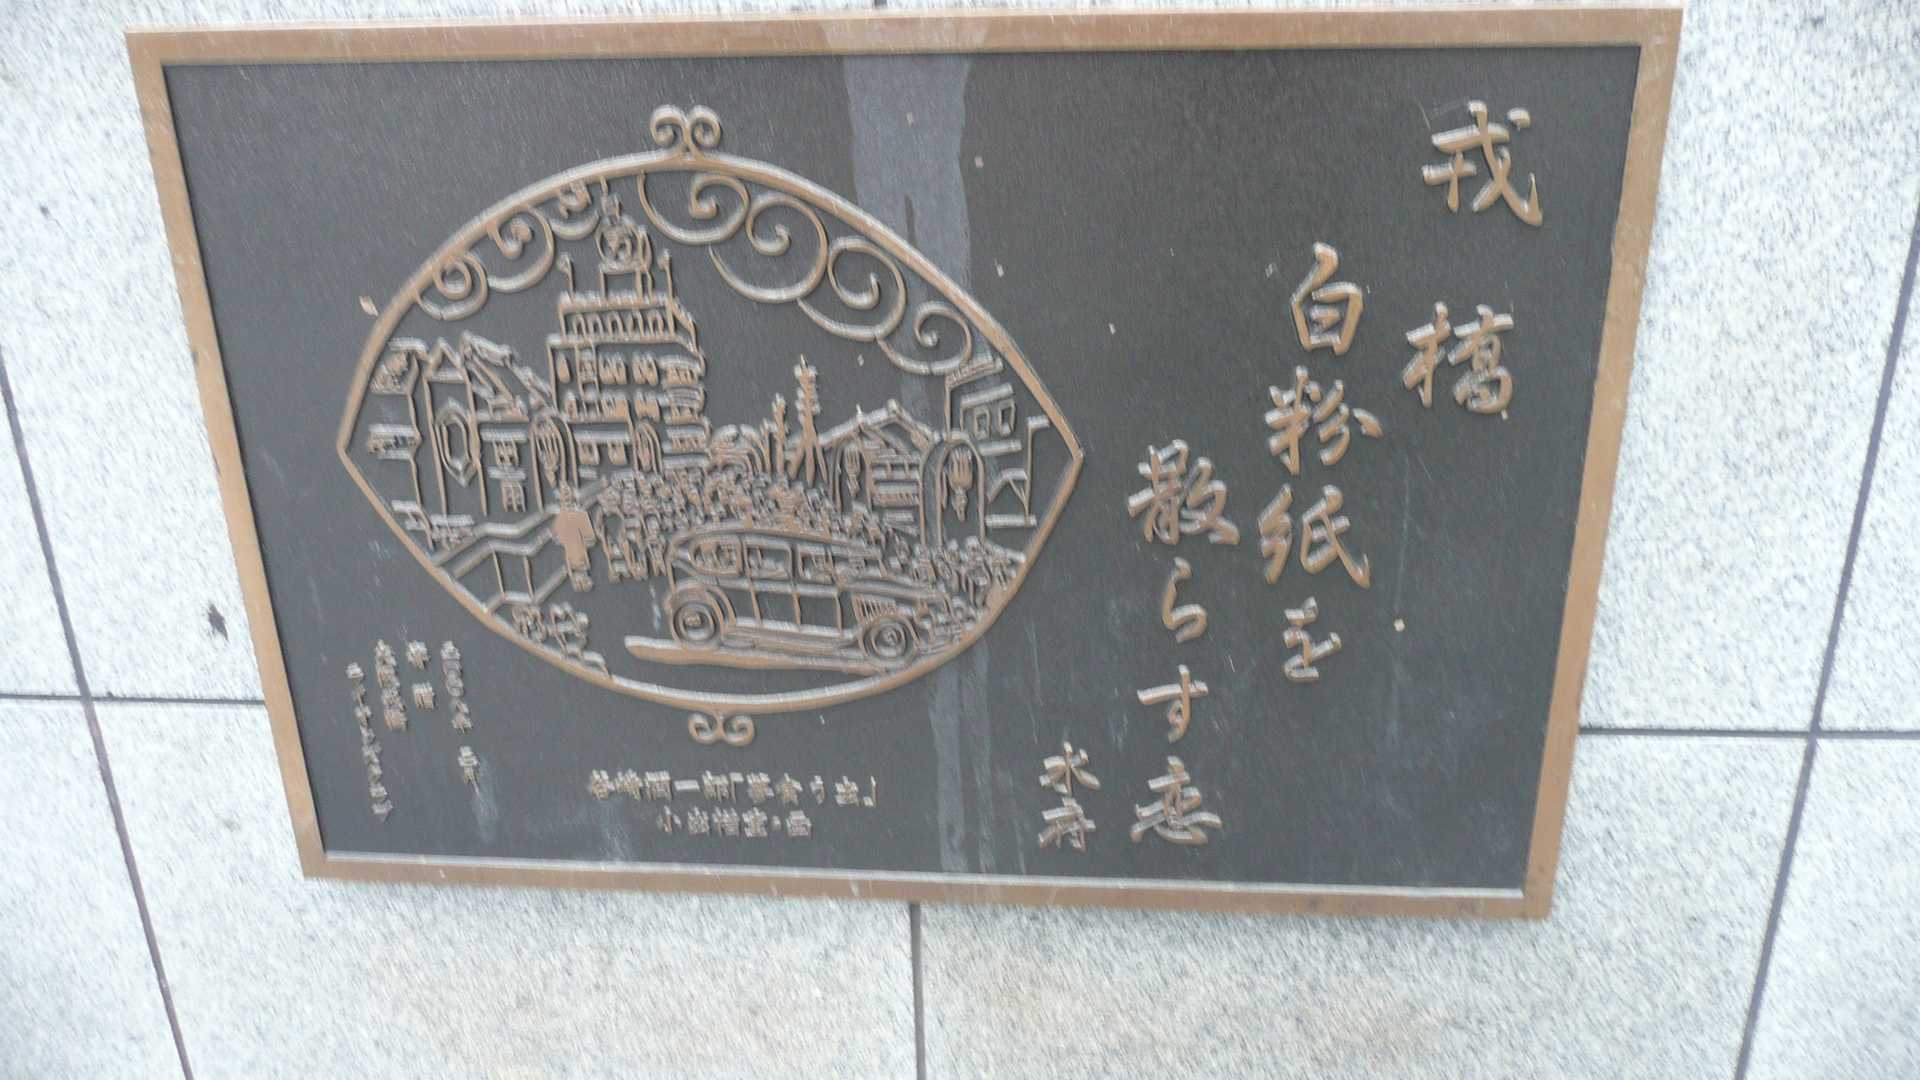 戎橋
白粉紙を
散らす恋
水府
谷崎潤一郎「蓼食う虫」
小出楢重・画